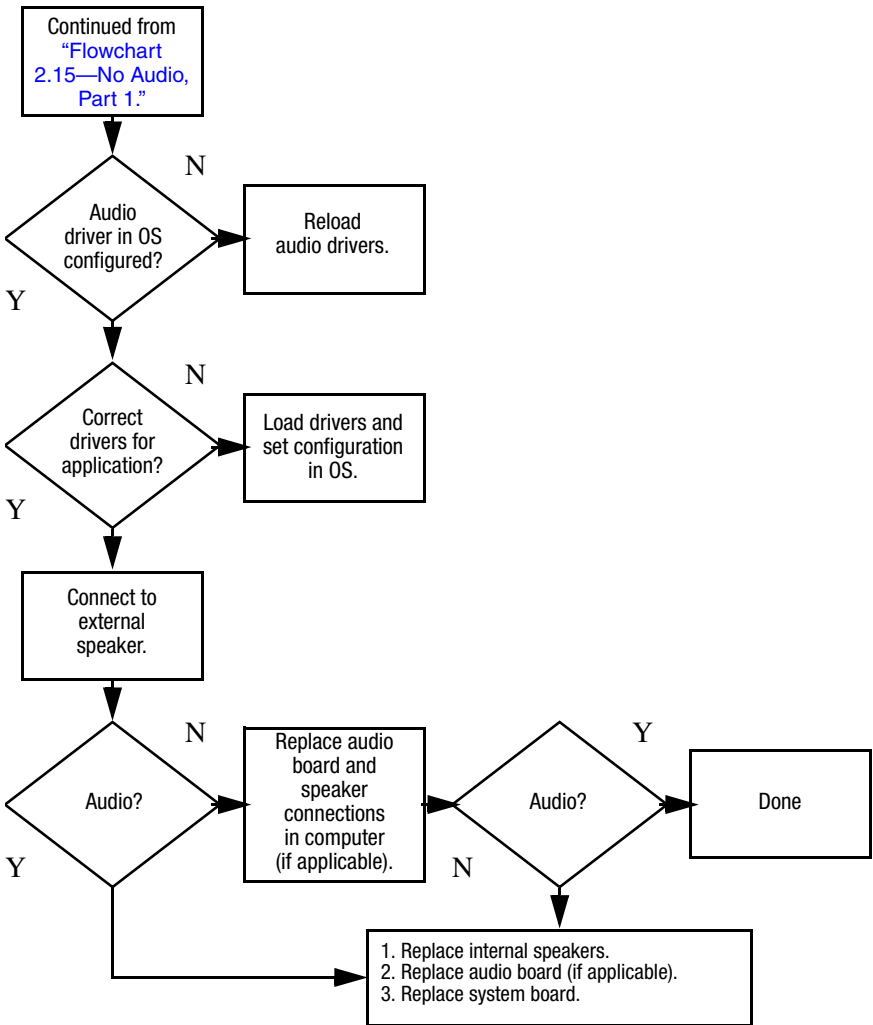 Continued from
“Flowchart
2.15—No Audio,
Part 1.”
N
Audio
driver in OS
configured?
Reload
audio drivers.
Y
N
Correct
drivers for
application?
Load drivers and
set configuration
in OS.
Y
Connect to
external
speaker.
N
Audio?
Y
Replace audio
board and
speaker
connections
in computer
(if applicable).
Audio?
Y
Done
N
1. Replace internal speakers.
2. Replace audio board (if applicable).
3. Replace system board.